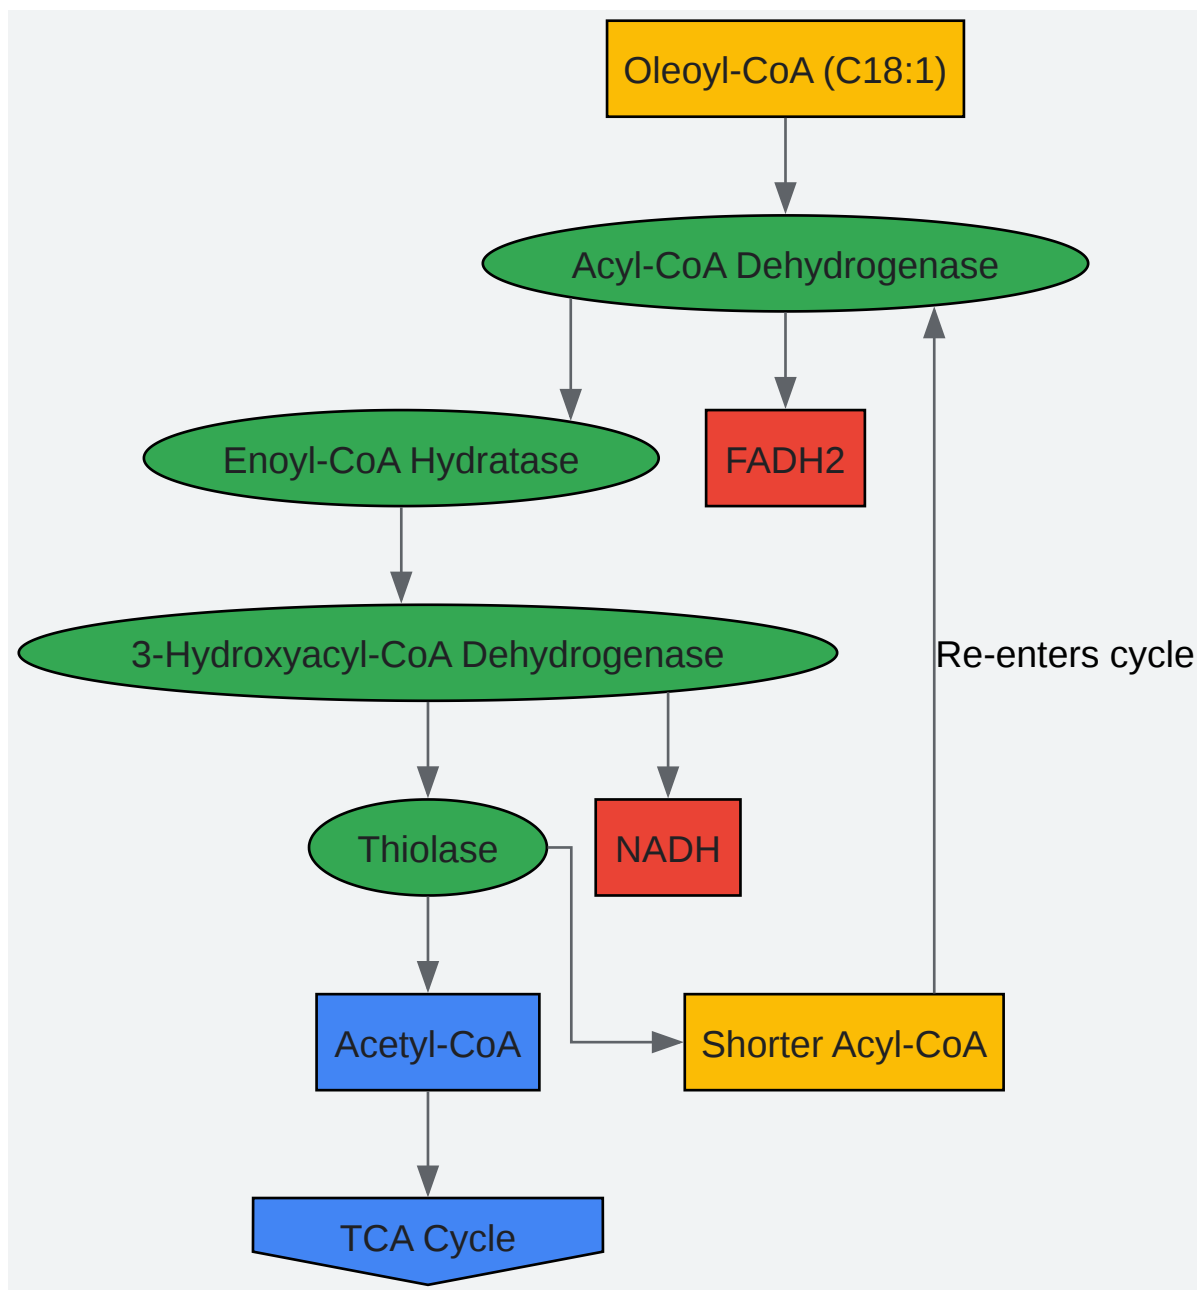 Oleoyl-CoA (C18:1)
Acyl-CoA Dehydrogenase
Enoyl-CoA Hydratase
FADH2
3-Hydroxyacyl-CoA Dehydrogenase
Re-enters cycle
Thiolase
NADH
Acetyl-CoA
Shorter Acyl-CoA
TCA Cycle